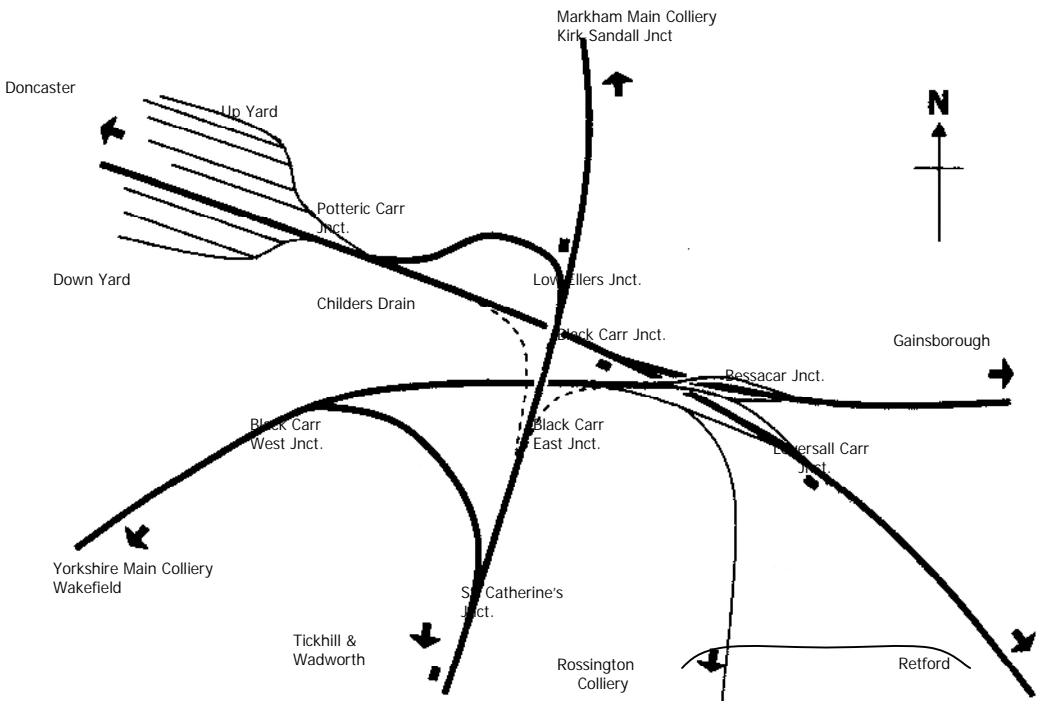 Markham Main Colliery
Kirk Sandall Jnct
Doncaster
Up Yard
N
Potteric Carr
Jnct.
Down Yard
Low Ellers Jnct.
Childers Drain
Black Carr Jnct.
Gainsborough
Bessacar Jnct.
Black Carr
West Jnct.
Black Carr
East Jnct.
Loversall Carr
Jnct.
Yorkshire Main Colliery
Wakefield
St. Catherine's
Jnct.
Tickhill &
Wadworth
Rossington
Colliery
Retford